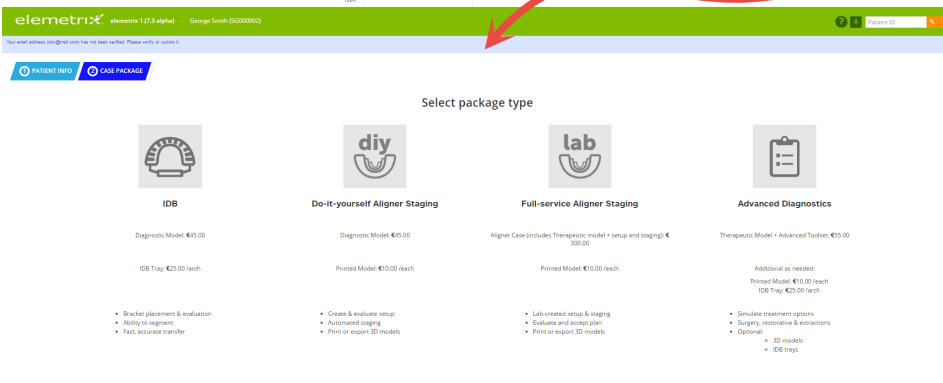 Type
elemetrix elemetrix 1 (7.3 alpha) - George Smith (SG000002) ? Patient ID
Your email address (doc@mail.com) has not been verified. Please verify or update it.
1 PATIENT INFO 2 CASE PACKAGE
Select package type
diy lab
IDB Do-it-yourself Aligner Staging Full-service Aligner Staging Advanced Diagnostics
Diagnostic Model: €45.00 Diagnostic Model: €45.00 Aligner Case (includes Therapeutic model + setup and staging): € Therapeutic Model + Advanced Toolset: €55.00
300.00
IDB Tray: €25.00 /arch Printed Model: €10.00 /each Printed Model: €10.00 /each Additional as needed:
Printed Model: €10.00 /each
IDB Tray: €25.00 /arch
• Bracket placement & evaluation • Create & evaluate setup • Lab-created setup & staging • Simulate treatment options
• Ability to segment • Automated staging • Evaluate and accept plan • Surgery, restorative & extractions
• Fast, accurate transfer • Print or export 3D models • Print or export 3D models • Optional:
3D models
IDB trays